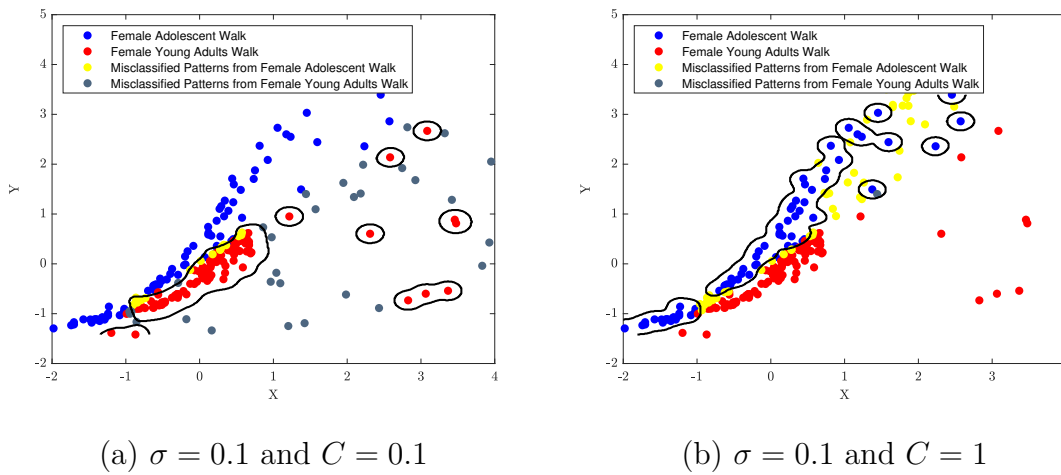 5
4
3
2
1
0
-1
-2
-2
-1
0
1
2
3
4
X
Y
Female Adolescent Walk
Female Young Adults Walk
Misclassified Patterns from Female Adolescent Walk
Misclassified Patterns from Female Young Adults Walk
(a) σ = 0.1 and C = 0.1
5
4
3
2
1
0
-1
-2
-2
-1
0
1
2
3
X
Y
Female Adolescent Walk
Female Young Adults Walk
Misclassified Patterns from Female Adolescent Walk
Misclassified Patterns from Female Young Adults Walk
(b) σ = 0.1 and C = 1